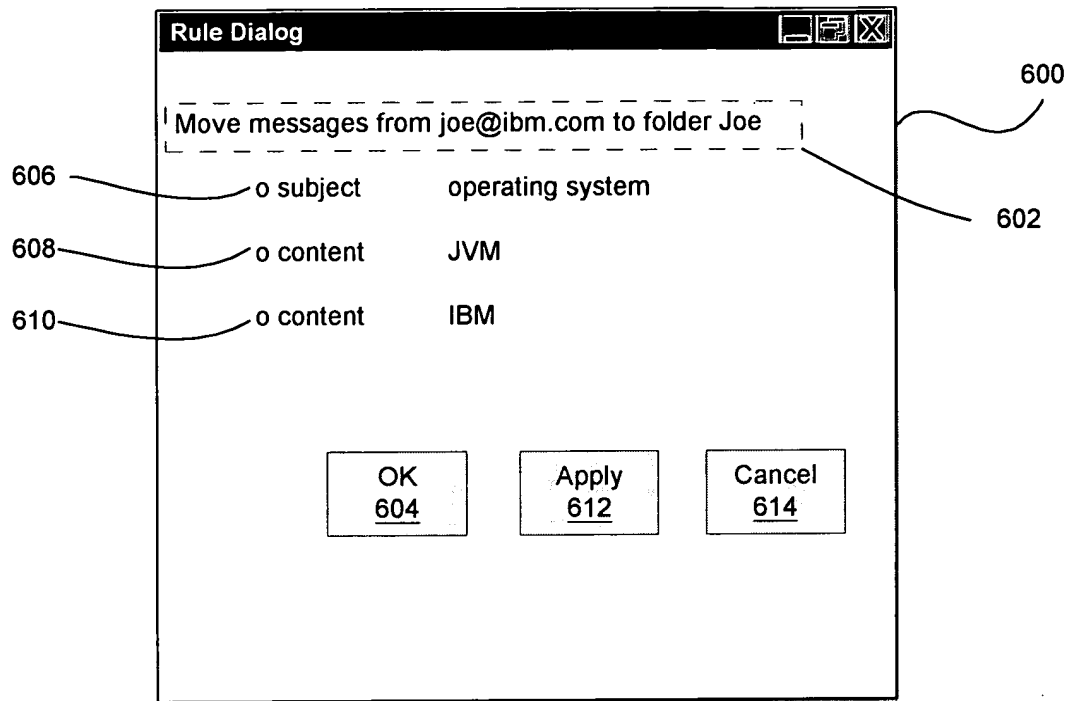 Rule Dialog
600
Move messages from joe@ibm.com to folder Joe
606
o subject operating system
602
608
o content JVM
610
o content IBM
OK
604
Apply
612
Cancel
614